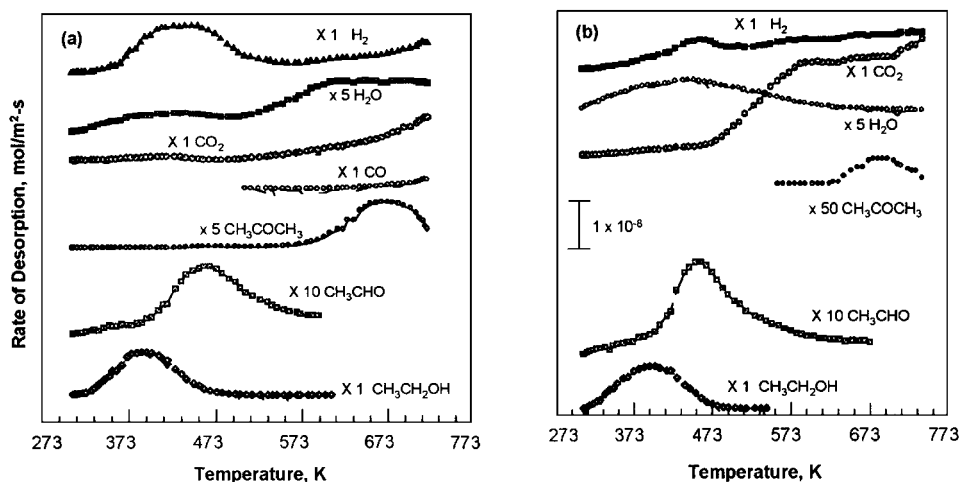 Rate of Desorption, mol/m²-s
(a)
X 1 H₂
x 5 H₂O
X 1 CO₂
X 1 CO
x 5 CH₃COCH₃
X 10 CH₃CHO
X 1 CH₃CH₂OH
273 373 473 573 673 773
Temperature, K
(b)
X 1 H₂
X 1 CO₂
x 5 H₂O
x 50 CH₃COCH₃
1 x 10⁻⁸
X 10 CH₃CHO
X 1 CH₃CH₂OH
273 373 473 573 673 773
Temperature, K